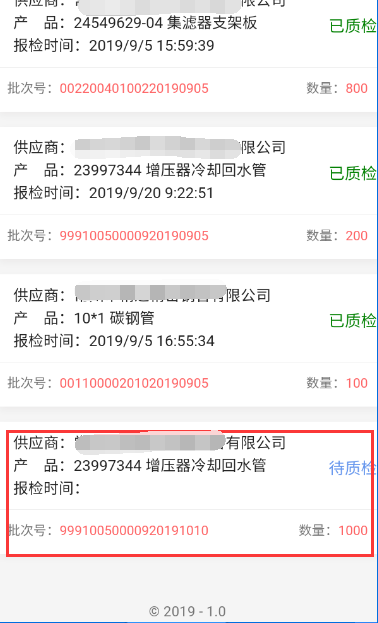 限公司
产 品：24549629-04 集滤器支架板
已质检
报检时间：2019/9/5 15:59:39
批次号：00220040100220190905 数量：800
供应商： 限公司
产 品：23997344 增压器冷却回水管
已质检
报检时间：2019/9/20 9:22:51
批次号：99910050000920190905 数量：200
供应商： 有限公司
产 品：10*1 碳钢管
已质检
报检时间：2019/9/5 16:55:34
批次号：00110000201020190905 数量：100
供应商： 有限公司
产 品：23997344 增压器冷却回水管
待质检
报检时间：
批次号：99910050000920191010 数量：1000
© 2019 - 1.0